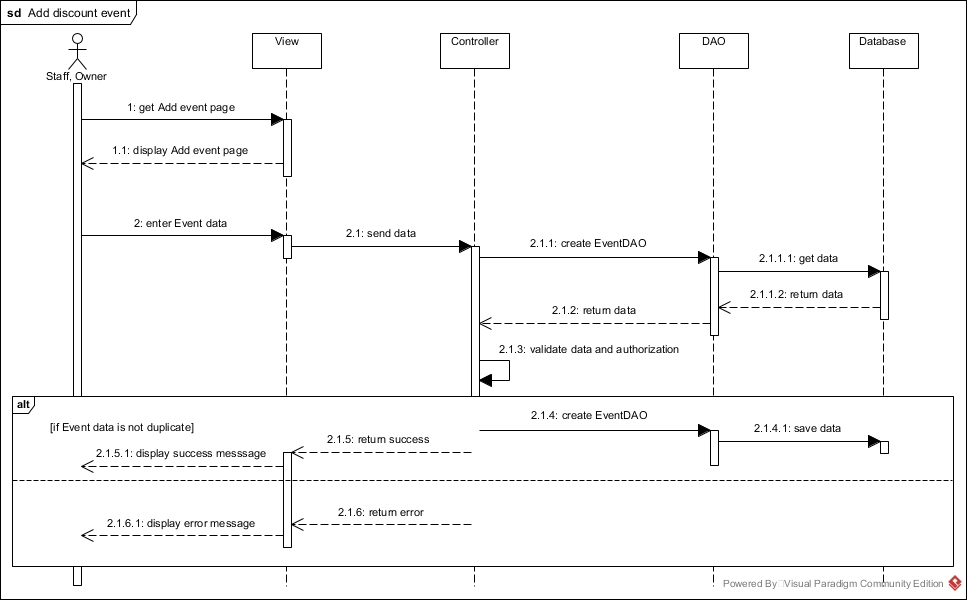 sd Add discount event
Staff, Owner
View
Controller
DAO
Database
1: get Add event page
1.1: display Add event page
2: enter Event data
2.1: send data
2.1.1: create EventDAO
2.1.1.1: get data
2.1.1.2: return data
2.1.2: return data
2.1.3: validate data and authorization
alt
[if Event data is not duplicate]
2.1.4: create EventDAO
2.1.4.1: save data
2.1.5: return success
2.1.5.1: display success messsage
2.1.6: return error
2.1.6.1: display error message
Powered By Visual Paradigm Community Edition